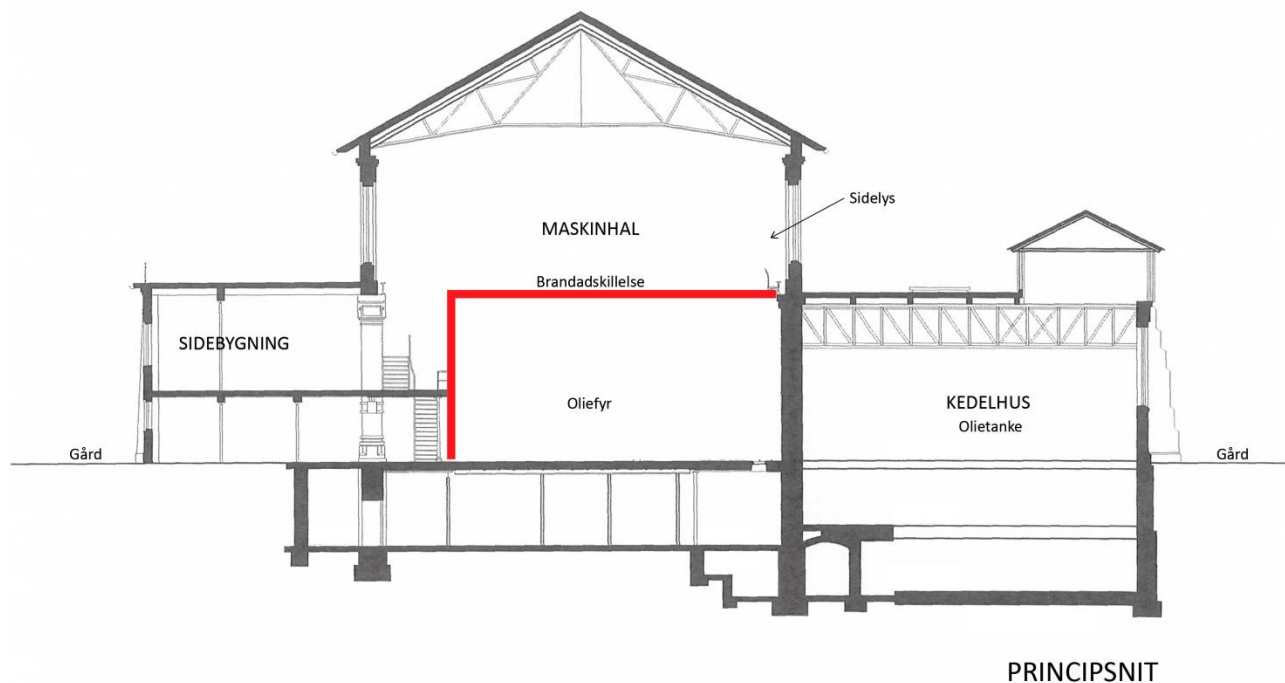 Sidelys
MASKINHAL
Brandadskillelse
SIDEBYGNING
Oliefyr
KEDELHUS
Olietanke
Gård
Gård
PRINCIPSNIT